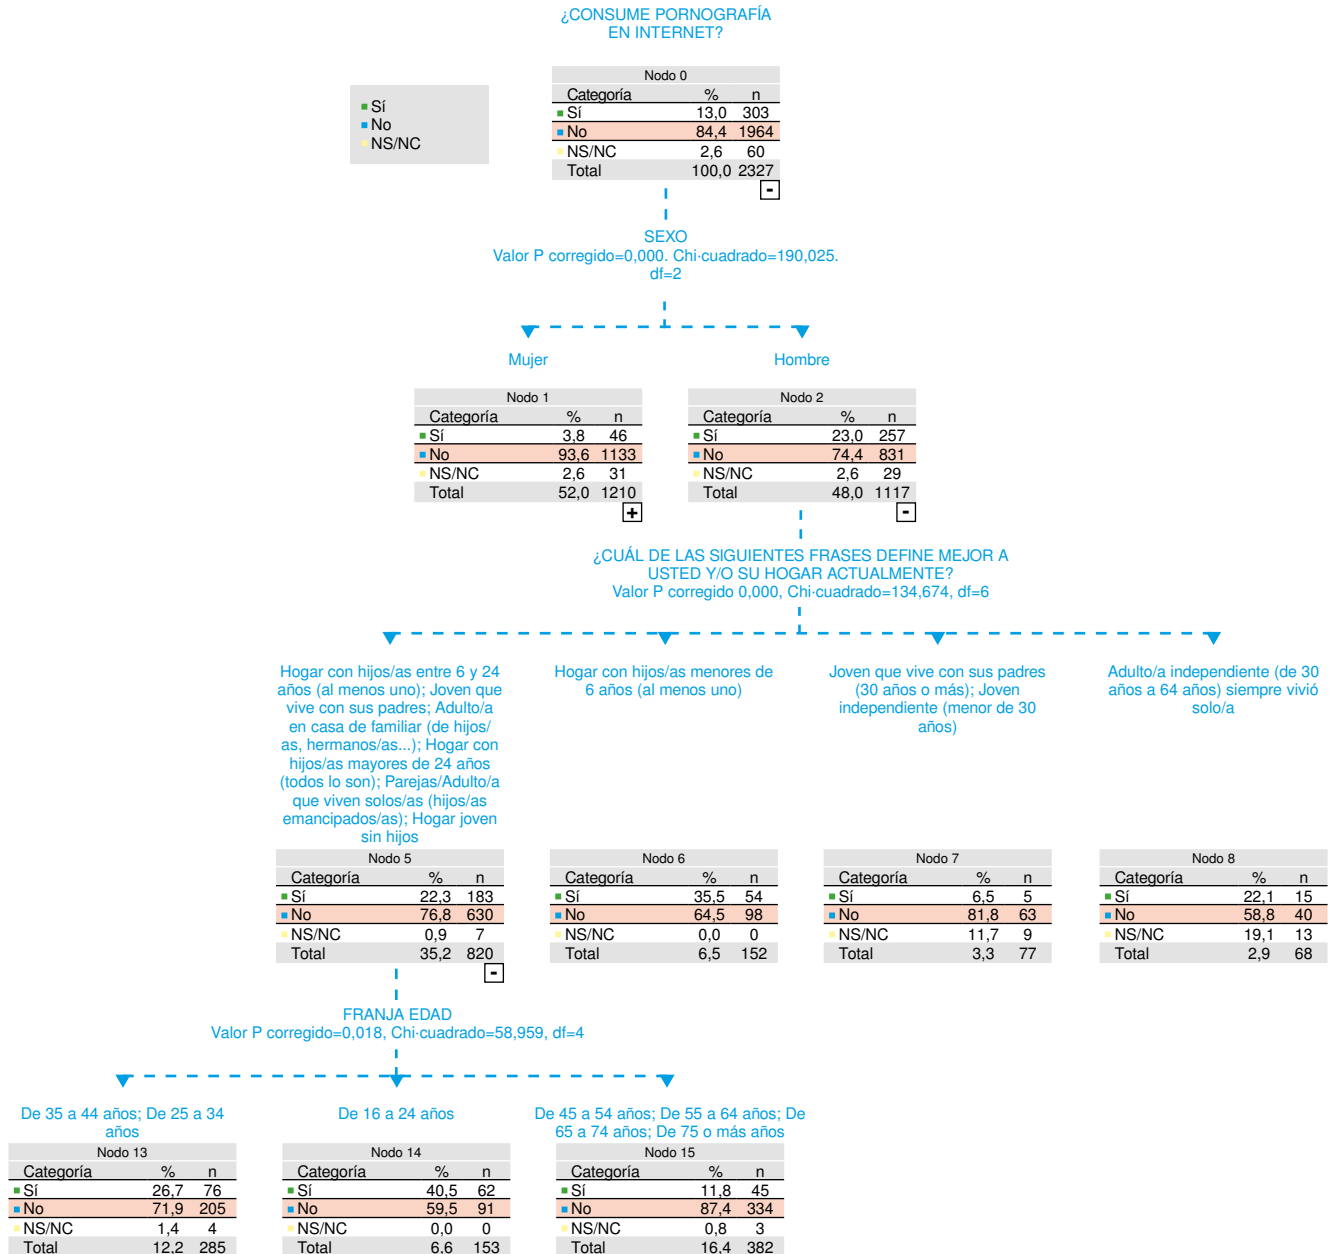 ¿CONSUME PORNOGRAFÍA
EN INTERNET?
Sí
No
NS/NC
Nodo 0
Categoría % n
Sí 13,0 303
No 84,4 1964
NS/NC 2,6 60
Total 100,0 2327
-
SEXO
Valor P corregido=0,000. Chi-cuadrado=190,025.
df=2
Mujer
Hombre
Nodo 1
Categoría % n
Sí 3,8 46
No 93,6 1133
NS/NC 2,6 31
Total 52,0 1210
+
Nodo 2
Categoría % n
Sí 23,0 257
No 74,4 831
NS/NC 2,6 29
Total 48,0 1117
-
¿CUÁL DE LAS SIGUIENTES FRASES DEFINE MEJOR A
USTED Y/O SU HOGAR ACTUALMENTE?
Valor P corregido 0,000, Chi-cuadrado=134,674, df=6
Hogar con hijos/as entre 6 y 24
años (al menos uno); Joven que
vive con sus padres; Adulto/a
en casa de familiar (de hijos/
as, hermanos/as...); Hogar con
hijos/as mayores de 24 años
(todos lo son); Parejas/Adulto/a
que viven solos/as (hijos/as
emancipados/as); Hogar joven
sin hijos
Hogar con hijos/as menores de
6 años (al menos uno)
Joven que vive con sus padres
(30 años o más); Joven
independiente (menor de 30
años)
Adulto/a independiente (de 30
años a 64 años) siempre vivió
solo/a
Nodo 5
Categoría % n
Sí 22,3 183
No 76,8 630
NS/NC 0,9 7
Total 35,2 820
-
Nodo 6
Categoría % n
Sí 35,5 54
No 64,5 98
NS/NC 0,0 0
Total 6,5 152
Nodo 7
Categoría % n
Sí 6,5 5
No 81,8 63
NS/NC 11,7 9
Total 3,3 77
Nodo 8
Categoría % n
Sí 22,1 15
No 58,8 40
NS/NC 19,1 13
Total 2,9 68
FRANJA EDAD
Valor P corregido=0,018, Chi-cuadrado=58,959, df=4
De 35 a 44 años; De 25 a 34
años
De 16 a 24 años
De 45 a 54 años; De 55 a 64 años; De
65 a 74 años; De 75 o más años
Nodo 13
Categoría % n
Sí 26,7 76
No 71,9 205
NS/NC 1,4 4
Total 12,2 285
Nodo 14
Categoría % n
Sí 40,5 62
No 59,5 91
NS/NC 0,0 0
Total 6,6 153
Nodo 15
Categoría % n
Sí 11,8 45
No 87,4 334
NS/NC 0,8 3
Total 16,4 382